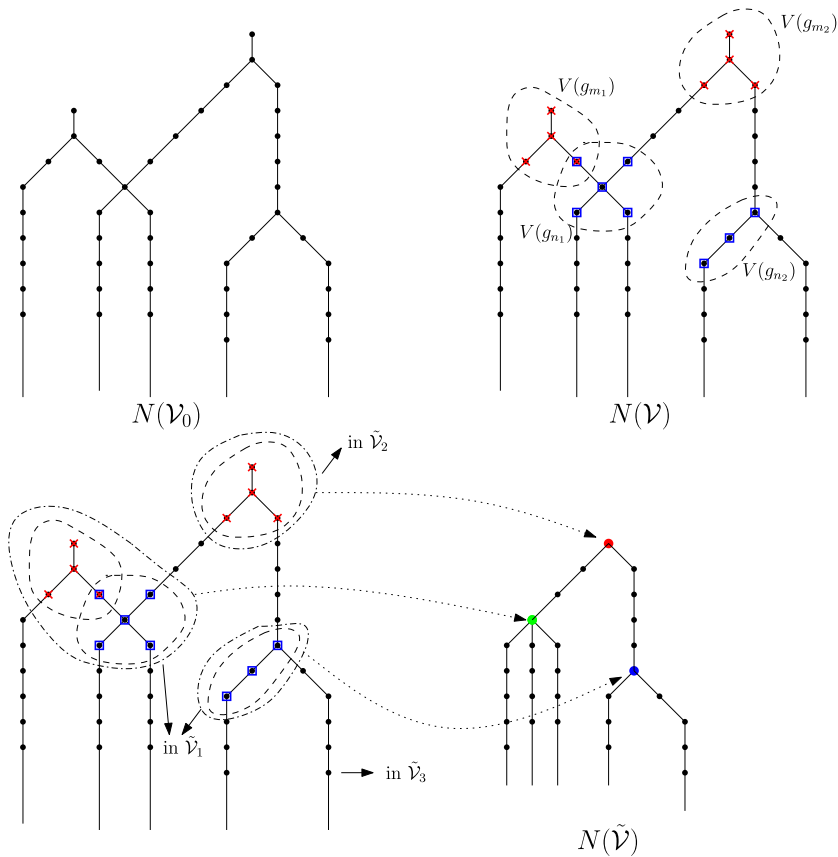 V(g_{m_2})
V(g_{m_1})
V(g_{n_1})
V(g_{n_2})
N(𝒱_0)
N(𝒱)
in 𝒱̃_2
in 𝒱̃_1
in 𝒱̃_3
N(𝒱̃)